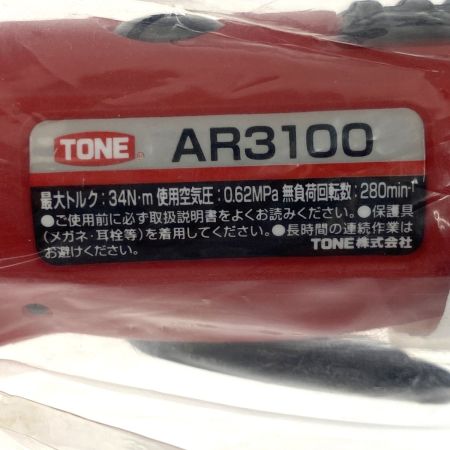 TONE AR3100
最大トルク:34N·m 使用空気圧:0.62MPa 無負荷回転数:280min⁻¹
●ご使用前に必ず取扱説明書をよくお読みください。●保護具
(メガネ・耳栓等)を着用してください。●長時間の連続作業は
お避けください。 TONE株式会社